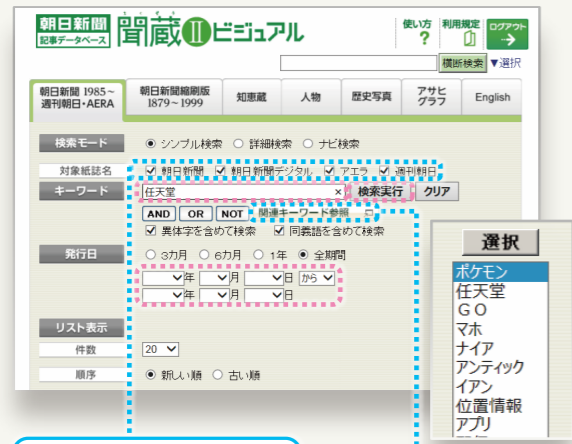 朝日新聞
記事データベース
聞蔵Ⅱビジュアル
使い方
?
利用規定
ログアウト
横断検索 ▼選択
朝日新聞 1985～
週刊朝日・AERA
朝日新聞縮刷版
1879～1999
知恵蔵
人物
歴史写真
アサヒ
グラフ
English
検索モード
シンプル検索 詳細検索 ナビ検索
対象紙誌名
朝日新聞 朝日新聞デジタル アエラ 週刊朝日
キーワード
任天堂 × 検索実行 クリア
AND OR NOT 関連キーワード参照
異体字を含めて検索 同義語を含めて検索
発行日
3カ月 6カ月 1年 全期間
年 月 日 から
年 月 日
リスト表示
件数
20
順序
新しい順 古い順
選択
ポケモン
任天堂
ＧＯ
マホ
ナイア
アンティック
イアン
位置情報
アプリ